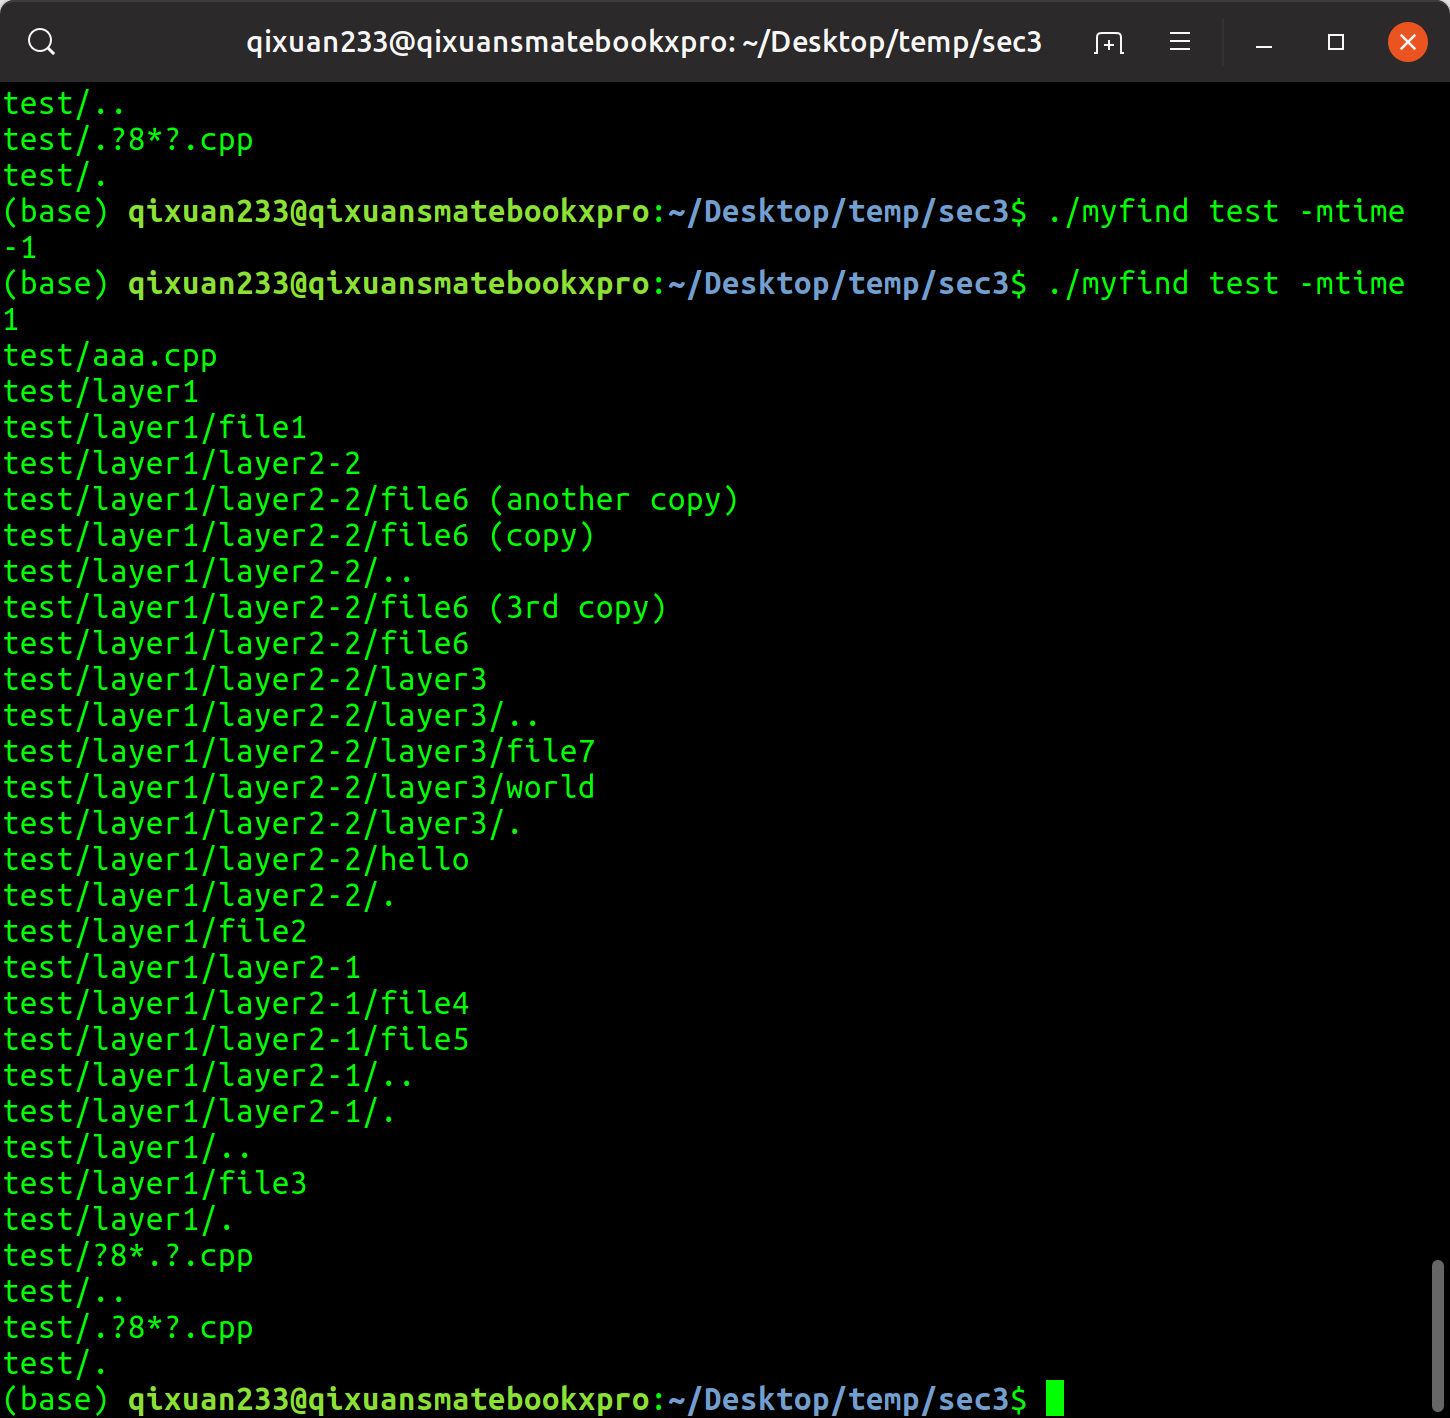 qixuan233@qixuansmatebookxpro: ~/Desktop/temp/sec3
test/..
test/.?8*?.cpp
test/.
(base) qixuan233@qixuansmatebookxpro:~/Desktop/temp/sec3$ ./myfind test -mtime
-1
(base) qixuan233@qixuansmatebookxpro:~/Desktop/temp/sec3$ ./myfind test -mtime
1
test/aaa.cpp
test/layer1
test/layer1/file1
test/layer1/layer2-2
test/layer1/layer2-2/file6 (another copy)
test/layer1/layer2-2/file6 (copy)
test/layer1/layer2-2/..
test/layer1/layer2-2/file6 (3rd copy)
test/layer1/layer2-2/file6
test/layer1/layer2-2/layer3
test/layer1/layer2-2/layer3/..
test/layer1/layer2-2/layer3/file7
test/layer1/layer2-2/layer3/world
test/layer1/layer2-2/layer3/.
test/layer1/layer2-2/hello
test/layer1/layer2-2/.
test/layer1/file2
test/layer1/layer2-1
test/layer1/layer2-1/file4
test/layer1/layer2-1/file5
test/layer1/layer2-1/..
test/layer1/layer2-1/.
test/layer1/..
test/layer1/file3
test/layer1/.
test/?8*.?.cpp
test/..
test/.?8*?.cpp
test/.
(base) qixuan233@qixuansmatebookxpro:~/Desktop/temp/sec3$